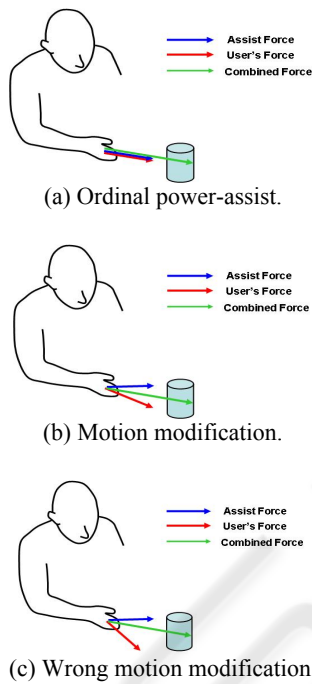 Assist Force
User's Force
Combined Force
(a) Ordinal power-assist.
Assist Force
User's Force
Combined Force
(b) Motion modification.
Assist Force
User's Force
Combined Force
(c) Wrong motion modification